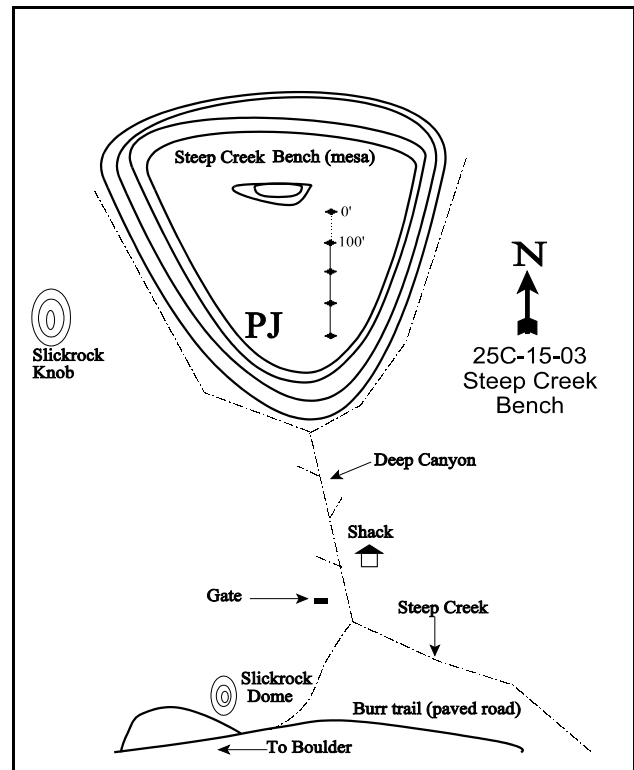 Steep Creek Bench (mesa)
0'
100'
N
PJ
25C-15-03
Steep Creek
Bench
Slickrock
Knob
Deep Canyon
Shack
Gate
Steep Creek
Slickrock
Dome
Burr trail (paved road)
To Boulder